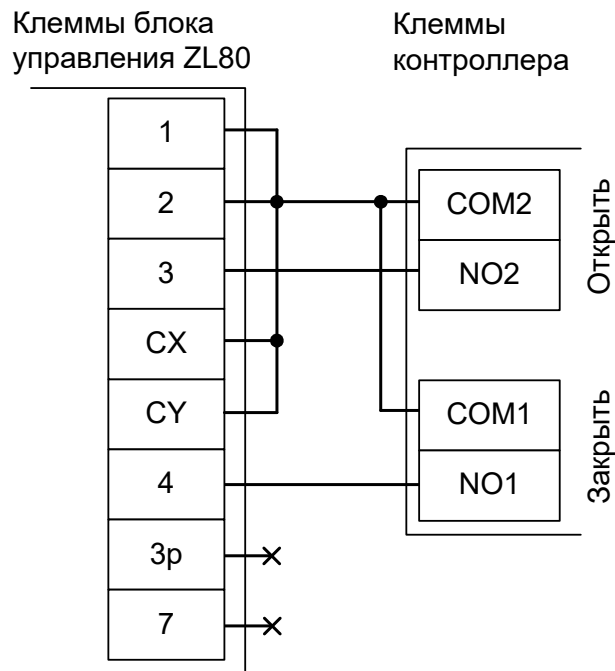 Клеммы блока
управления ZL80
Клеммы
контроллера
1
2
3
CX
CY
4
3р
7
COM2
NO2
Открыть
COM1
NO1
Закрыть